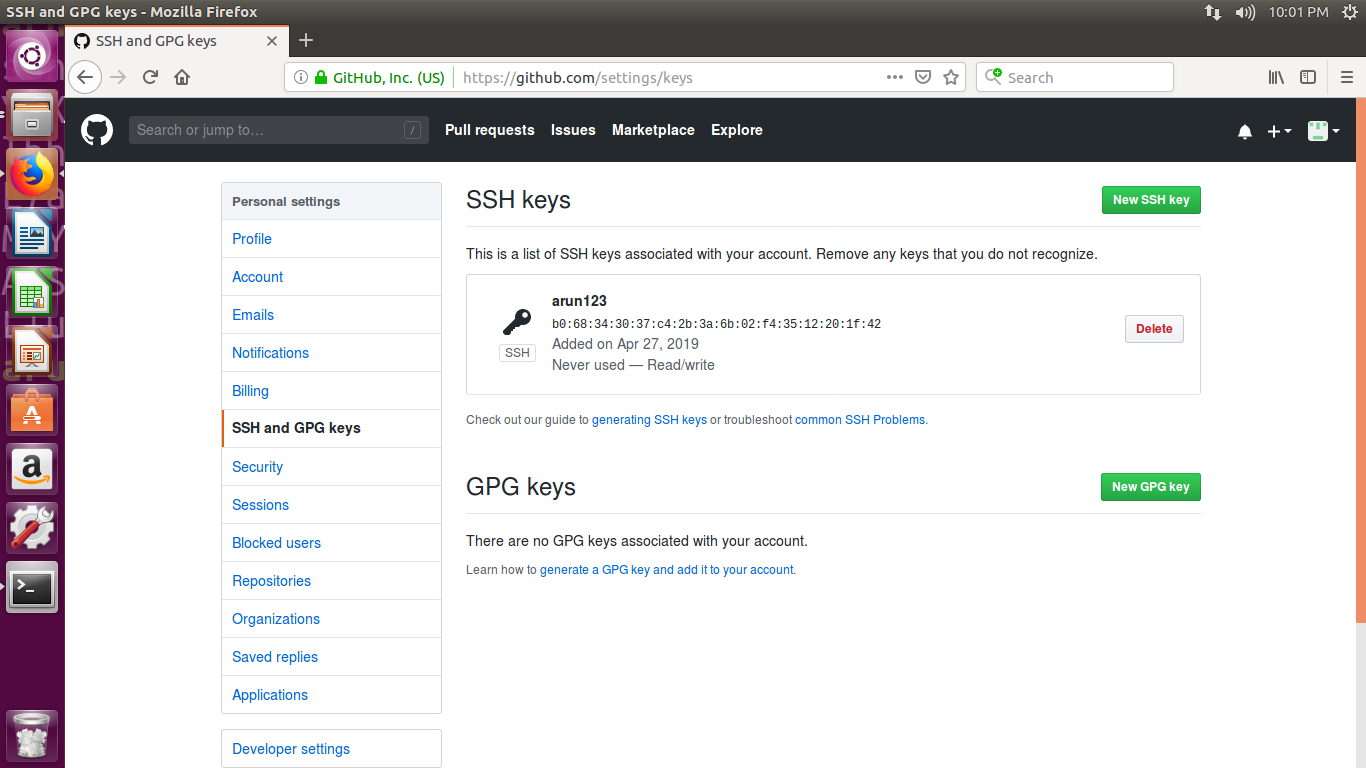 SSH and GPG keys - Mozilla Firefox
10:01 PM
SSH and GPG keys
GitHub, Inc. (US)
https://github.com/settings/keys
Search
Search or jump to…
/
Pull requests
Issues
Marketplace
Explore
Personal settings
Profile
Account
Emails
Notifications
Billing
SSH and GPG keys
Security
Sessions
Blocked users
Repositories
Organizations
Saved replies
Applications
Developer settings
SSH keys
New SSH key
This is a list of SSH keys associated with your account. Remove any keys that you do not recognize.
arun123
b0:68:34:30:37:c4:2b:3a:6b:02:f4:35:12:20:1f:42
Added on Apr 27, 2019
Never used — Read/write
SSH
Delete
Check out our guide to generating SSH keys or troubleshoot common SSH Problems.
GPG keys
New GPG key
There are no GPG keys associated with your account.
Learn how to generate a GPG key and add it to your account.